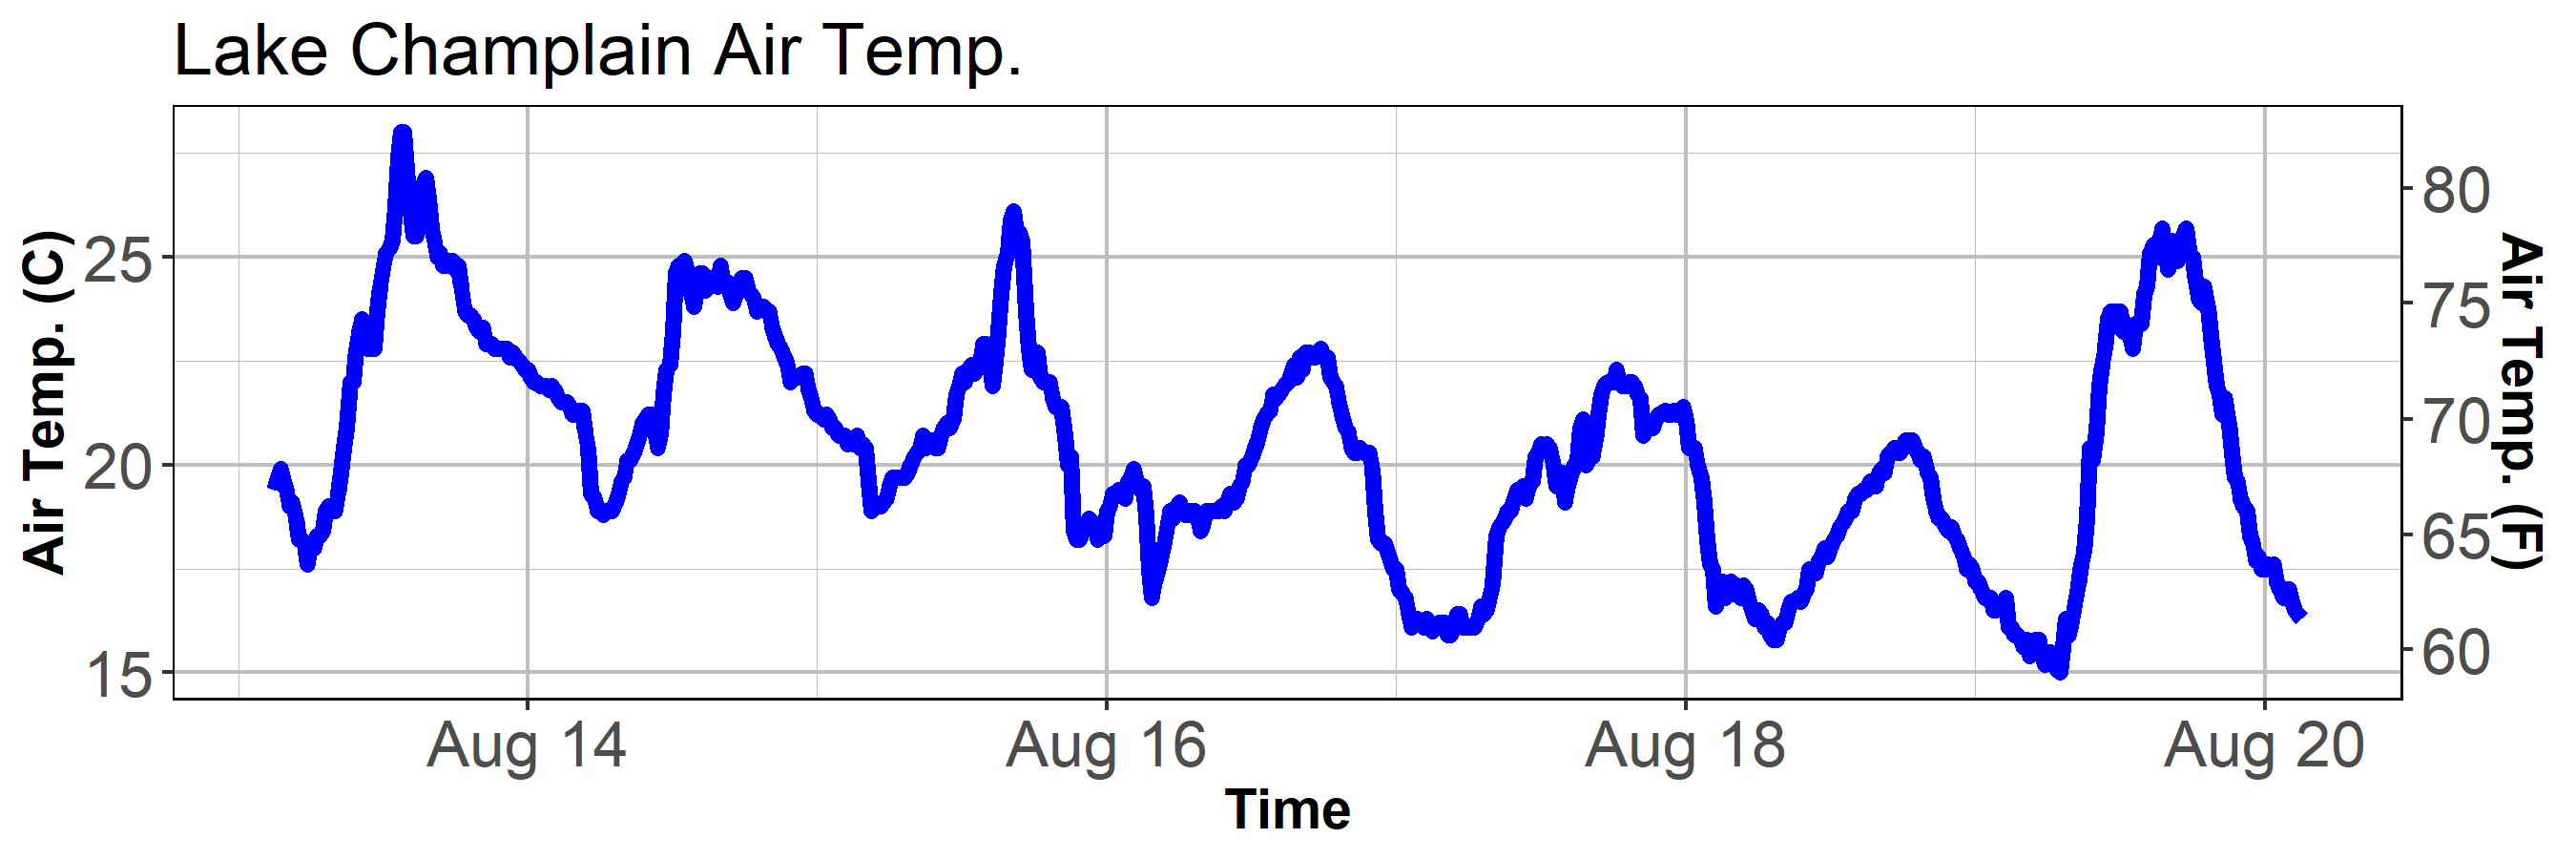 Lake Champlain Air Temp.
Air Temp. (C)
25
20
15
80
75
70
65
60
Air Temp. (F)
Aug 14 Aug 16 Aug 18 Aug 20
Time